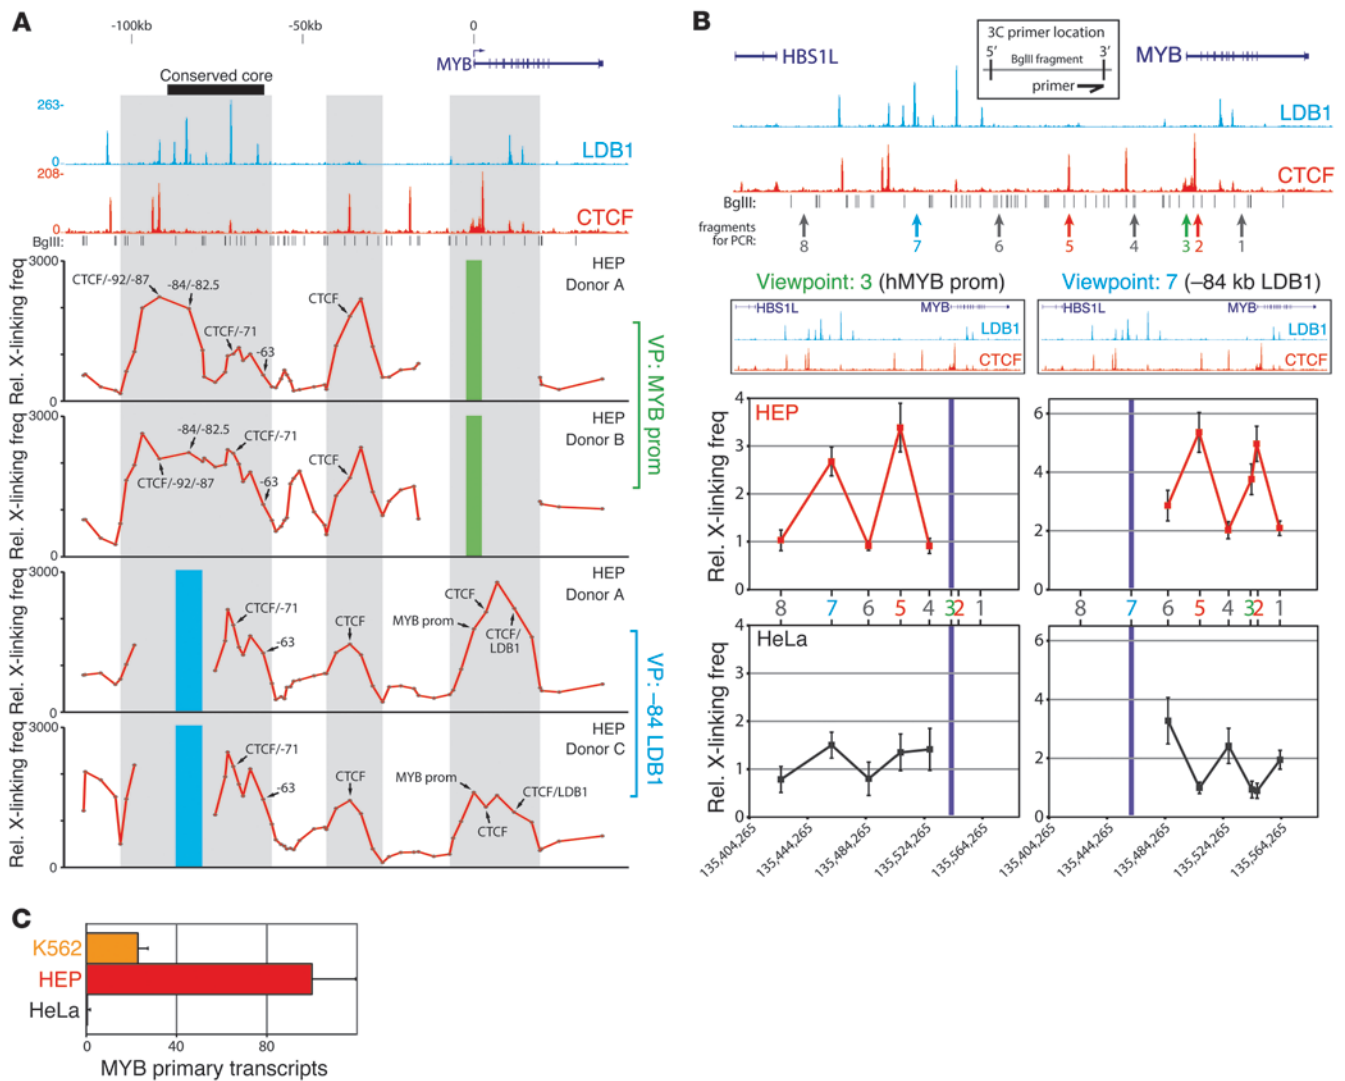 A
-100kb
-50kb
0
MYB
Conserved core
263-
LDB1
0
208-
CTCF
0
BglII:
3000
HEP
Donor A
CTCF/-92/-87
-84/-82.5
CTCF/-71
-63
CTCF
Rel. X-linking freq
0
3000
HEP
Donor B
-84/-82.5
CTCF/-71
CTCF/-92/-87
-63
CTCF
Rel. X-linking freq
0
VP: MYB prom
3000
HEP
Donor A
CTCF/-71
-63
CTCF
CTCF
MYB prom
CTCF/
LDB1
Rel. X-linking freq
0
3000
HEP
Donor C
CTCF/-71
-63
CTCF
MYB prom
CTCF/LDB1
CTCF
Rel. X-linking freq
0
VP: –84 LDB1
B
HBS1L
3C primer location
5'
3'
BglII fragment
primer
MYB
LDB1
CTCF
BglII:
fragments
for PCR:
8
7
6
5
4
3
2
1
Viewpoint: 3 (hMYB prom)
HBS1L
MYB
LDB1
CTCF
Viewpoint: 7 (–84 kb LDB1)
HBS1L
MYB
LDB1
CTCF
HEP
Rel. X-linking freq
4
3
2
1
0
8
7
6
5
4
3
2
1
6
4
2
0
8
7
6
5
4
3
2
1
HeLa
Rel. X-linking freq
4
3
2
1
0
135,404,265
135,444,265
135,484,265
135,524,265
135,564,265
6
4
2
0
135,404,265
135,444,265
135,484,265
135,524,265
135,564,265
C
K562
HEP
HeLa
0
40
80
MYB primary transcripts